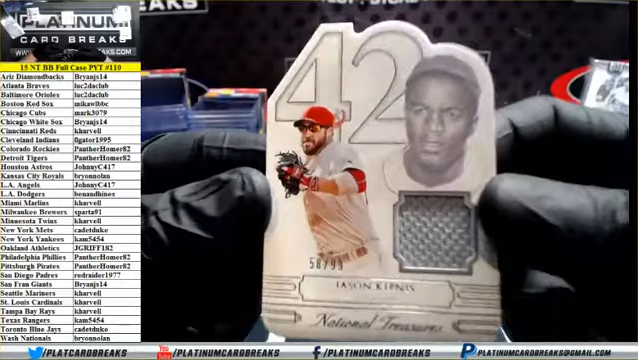 PLATINUM
CARD BREAKS
15 NT BB Full Case PYT #110
Ariz Diamondbacks Bryanjs14
Atlanta Braves luc2daclub
Baltimore Orioles luc2daclub
Boston Red Sox mikawlbbc
Chicago Cubs mark3079
Chicago White Sox Bryanjs14
Cincinnati Reds kharvell
Cleveland Indians flgator1995
Colorado Rockies PantherHomer82
Detroit Tigers PantherHomer82
Houston Astros JohnnyC417
Kansas City Royals bryonnolan
L.A. Angels JohnnyC417
L.A. Dodgers benandhines
Miami Marlins kharvell
Milwaukee Brewers sparta91
Minnesota Twins kharvell
New York Mets cadetduke
New York Yankees kam5454
Oakland Athletics JGRIFF182
Philadelphia Phillies PantherHomer82
Pittsburgh Pirates PantherHomer82
San Diego Padres redraider1977
San Fran Giants Bryanjs14
Seattle Mariners kharvell
St. Louis Cardinals kharvell
Tampa Bay Rays kharvell
Texas Rangers kam5454
Toronto Blue Jays cadetduke
Wash Nationals bryonnolan
42
58/99
JASON KIPNIS
National Treasures
/PLATCARDBREAKS
You Tube
/PLATINUMCARDBREAKS
/PLATINUMCARDBREAKS
PLATINUMCARDBREAKS@GMAIL.COM